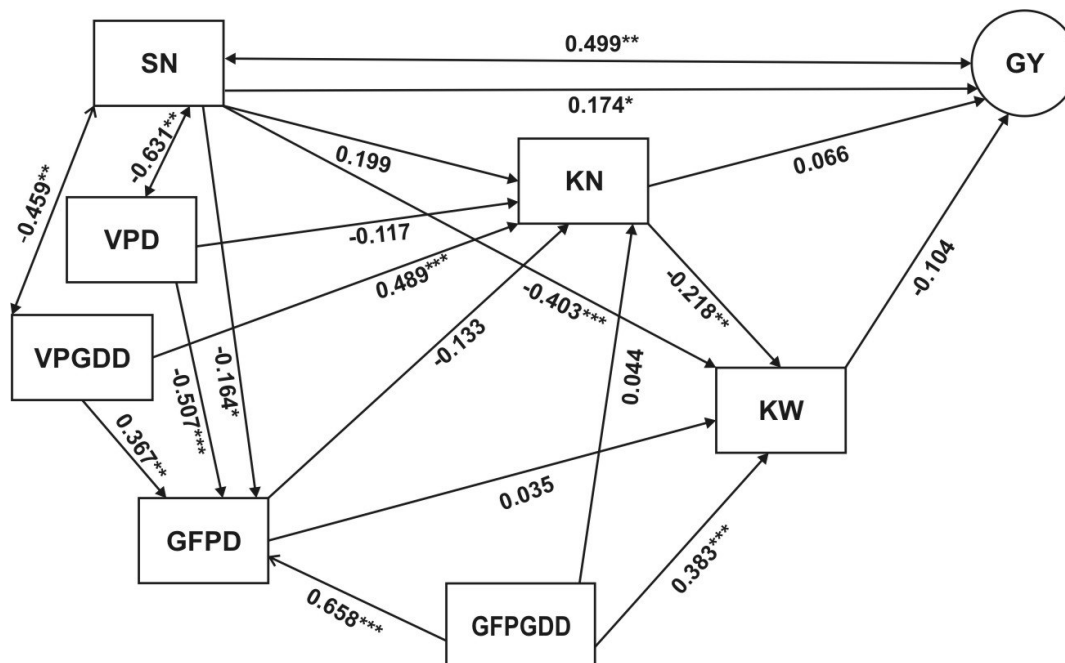 SN
0.499**
GY
0.174*
-0.631**
0.199
KN
0.066
-0.459**
VPD
-0.117
0.489***
-0.218**
-0.104
VPGDD
-0.403***
-0.133
0.044
-0.164*
-0.507***
KW
0.367**
0.035
GFPD
0.383***
0.658***
GFPGDD